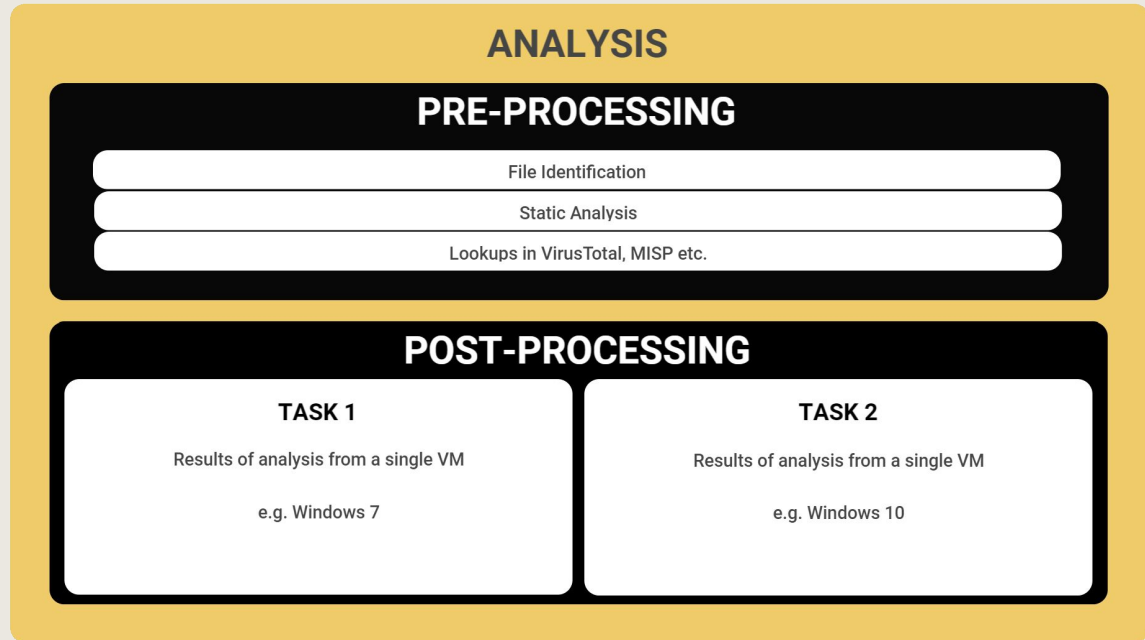 ANALYSIS
PRE-PROCESSING
File Identification
Static Analysis
Lookups in VirusTotal, MISP etc.
POST-PROCESSING
TASK 1
Results of analysis from a single VM
e.g. Windows 7
TASK 2
Results of analysis from a single VM
e.g. Windows 10